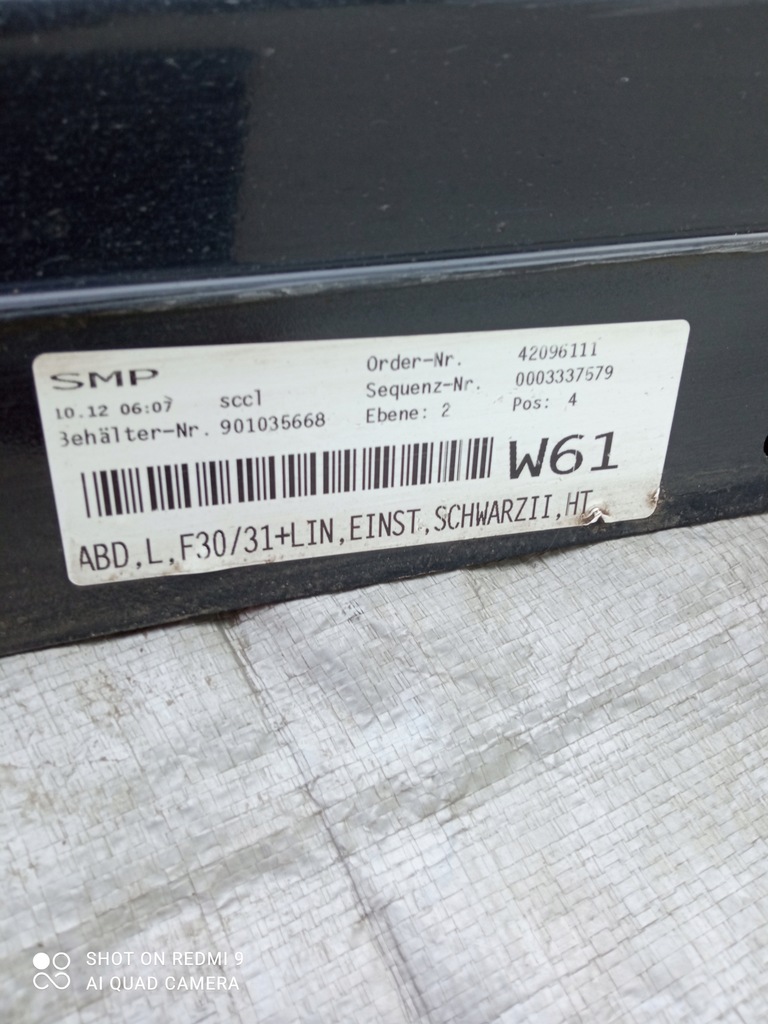 SMP
Order-Nr. 42096111
10.12 06:07 sccl
Sequenz-Nr. 0003337579
Behälter-Nr. 901035668
Ebene: 2 Pos: 4
W61
ABD,L,F30/31+LIN,EINST,SCHWARZII,HT
SHOT ON REDMI 9
AI QUAD CAMERA